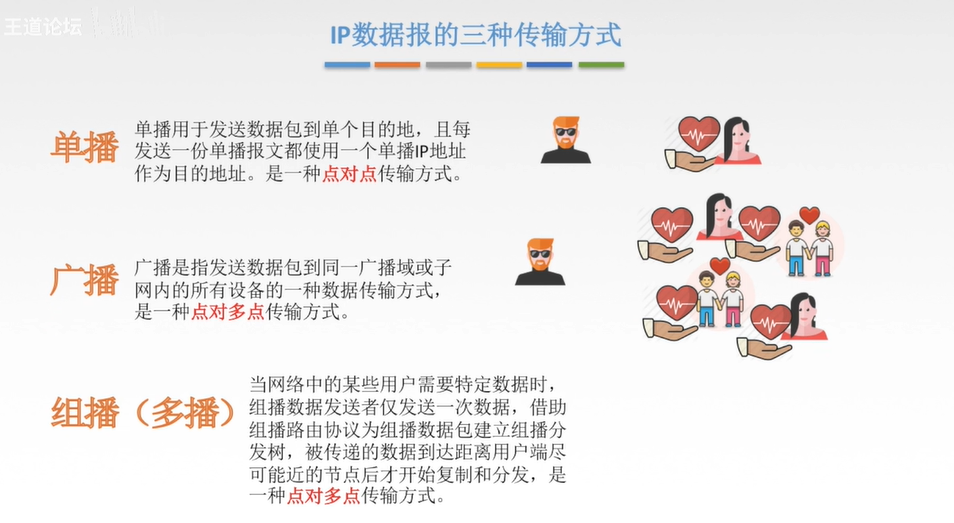 王道论坛
IP数据报的三种传输方式
单播
单播用于发送数据包到单个目的地，且每
发送一份单播报文都使用一个单播IP地址
作为目的地址。是一种点对点传输方式。
广播
广播是指发送数据包到同一广播域或子
网内的所有设备的一种数据传输方式，
是一种点对多点传输方式。
组播（多播）
当网络中的某些用户需要特定数据时，
组播数据发送者仅发送一次数据，借助
组播路由协议为组播数据包建立组播分
发树，被传递的数据到达距离用户端尽
可能近的节点后才开始复制和分发，是
一种点对多点传输方式。